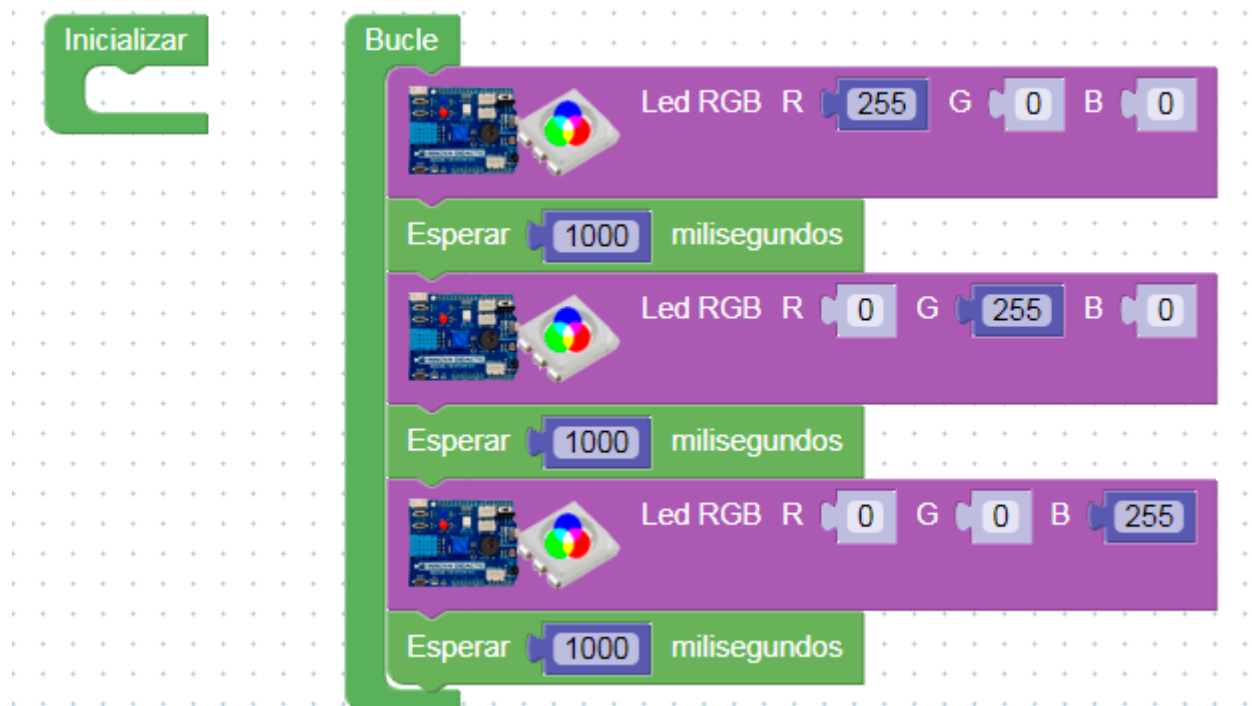 Inicializar
Bucle
Led RGB R 255 G 0 B 0
Esperar 1000 milisegundos
Led RGB R 0 G 255 B 0
Esperar 1000 milisegundos
Led RGB R 0 G 0 B 255
Esperar 1000 milisegundos